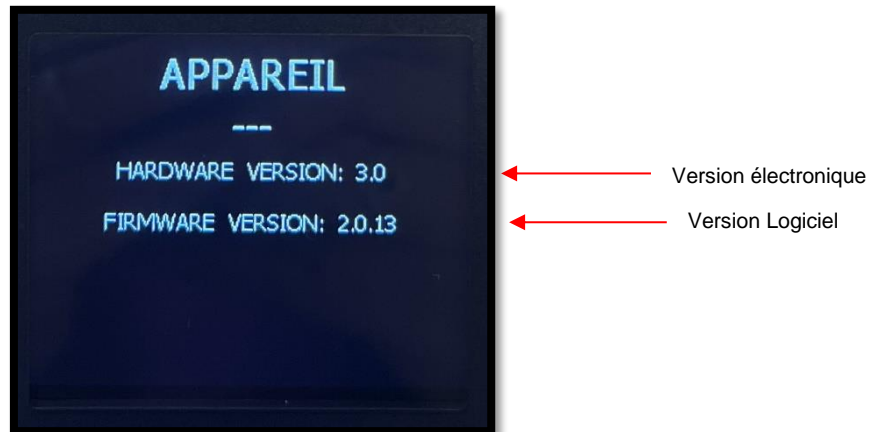 APPAREIL
---
HARDWARE VERSION: 3.0
Version électronique
FIRMWARE VERSION: 2.0.13
Version Logiciel